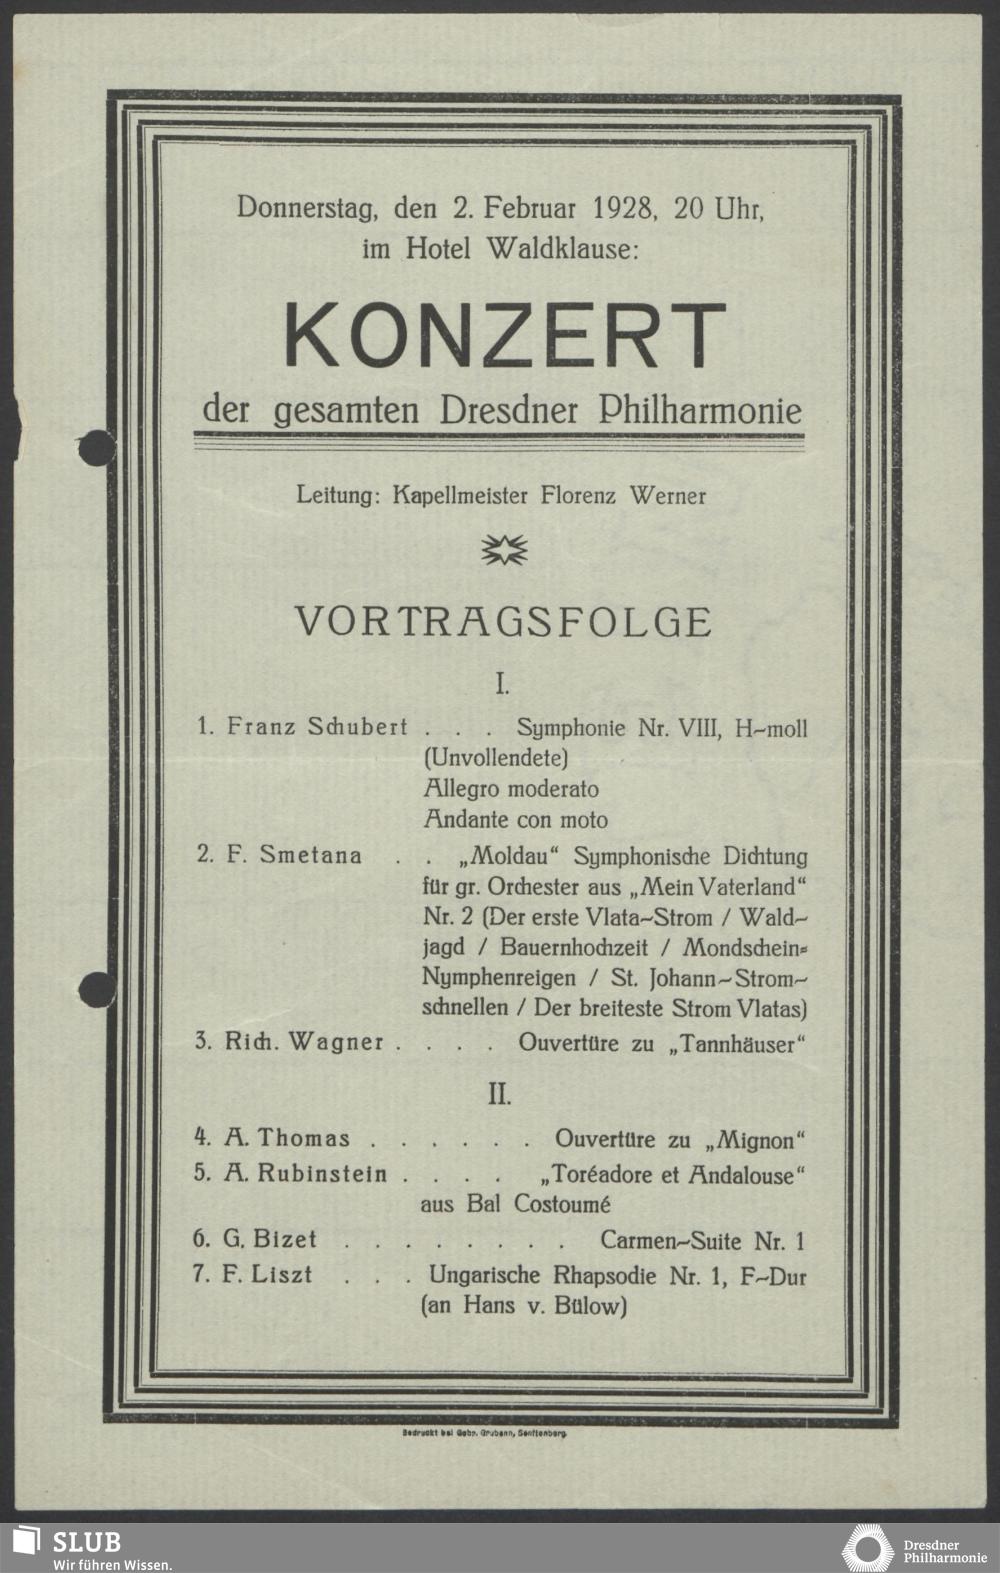 Donnerstag, den 2. Februar 1928, 20 Uhr,
im Hotel Waldklause:
KONZERT
der gesamten Dresdner Philharmonie
Leitung: Kapellmeister Florenz Werner
VORTRAGSFOLGE
I.
1. Franz Schubert . . . Symphonie Nr. VIII, H-moll
(Unvollendete)
Allegro moderato
Andante con moto
2. F. Smetana . . „Moldau“ Symphonische Dichtung
für gr. Orchester aus „Mein Vaterland“
Nr. 2 (Der erste Vlata-Strom / Wald-
jagd / Bauernhochzeit / Mondschein=
Nymphenreigen / St. Johann-Strom-
schnellen / Der breiteste Strom Vlatas)
3. Rich. Wagner . . . . Ouvertüre zu „Tannhäuser“
II.
4. A. Thomas . . . . . . Ouvertüre zu „Mignon“
5. A. Rubinstein . . . . „Toréadore et Andalouse“
aus Bal Costoumé
6. G. Bizet . . . . . . . . Carmen-Suite Nr. 1
7. F. Liszt . . . Ungarische Rhapsodie Nr. 1, F-Dur
(an Hans v. Bülow)
Gedruckt bei Gebr. Grubann, Senftenberg.
SLUB
Wir führen Wissen.
Dresdner
Philharmonie